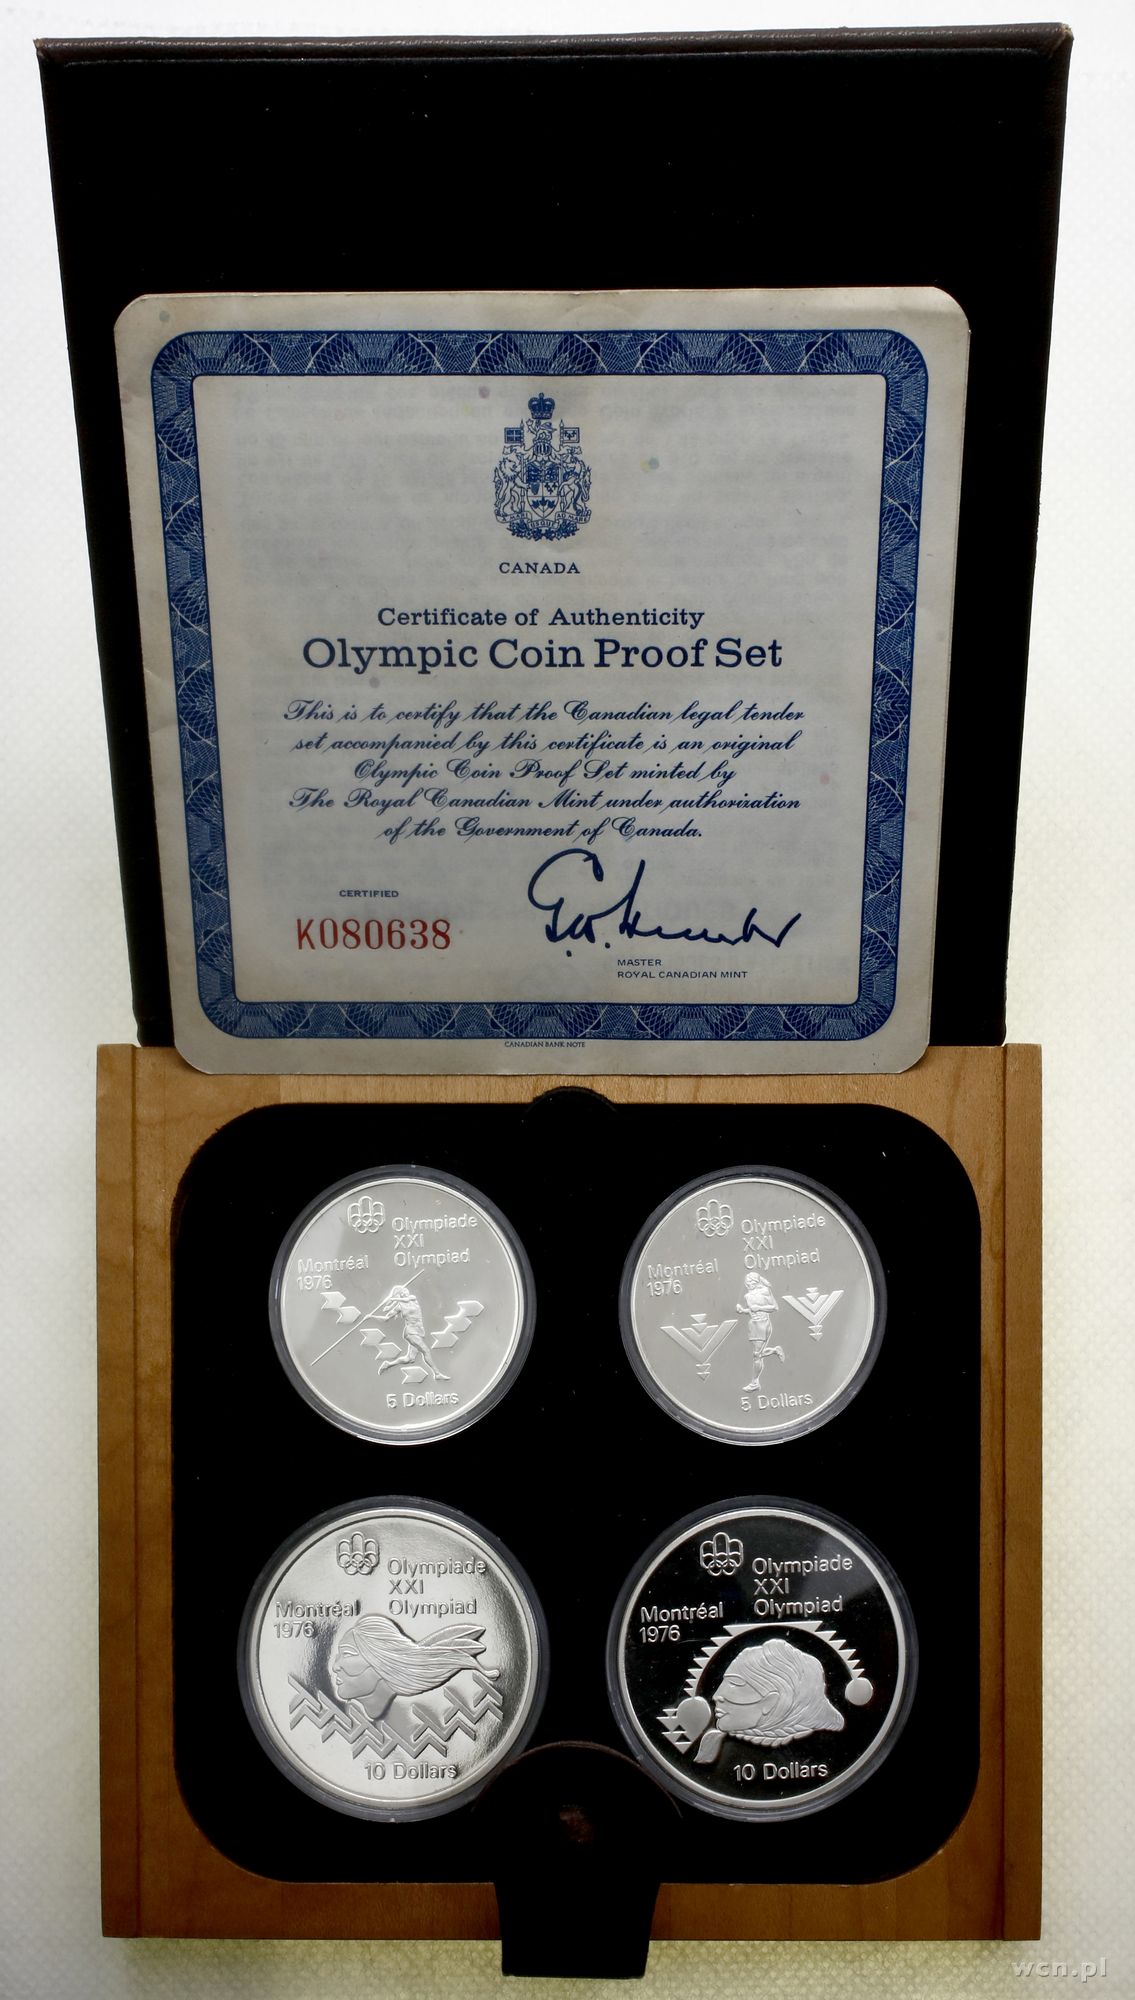 A MARI
USQUE
AD MARE
CANADA
Certificate of Authenticity
Olympic Coin Proof Set
This is to certify that the Canadian legal tender
set accompanied by this certificate is an original
Olympic Coin Proof Set minted by
The Royal Canadian Mint under authorization
of the Government of Canada.
CERTIFIED
K080638
MASTER
ROYAL CANADIAN MINT
CANADIAN BANK NOTE
Olympiade
XXI
Olympiad
Montréal
1976
5 Dollars
Olympiade
XXI
Olympiad
Montréal
1976
5 Dollars
Olympiade
XXI
Olympiad
Montréal
1976
10 Dollars
Olympiade
XXI
Olympiad
Montréal
1976
10 Dollars
wcn.pl